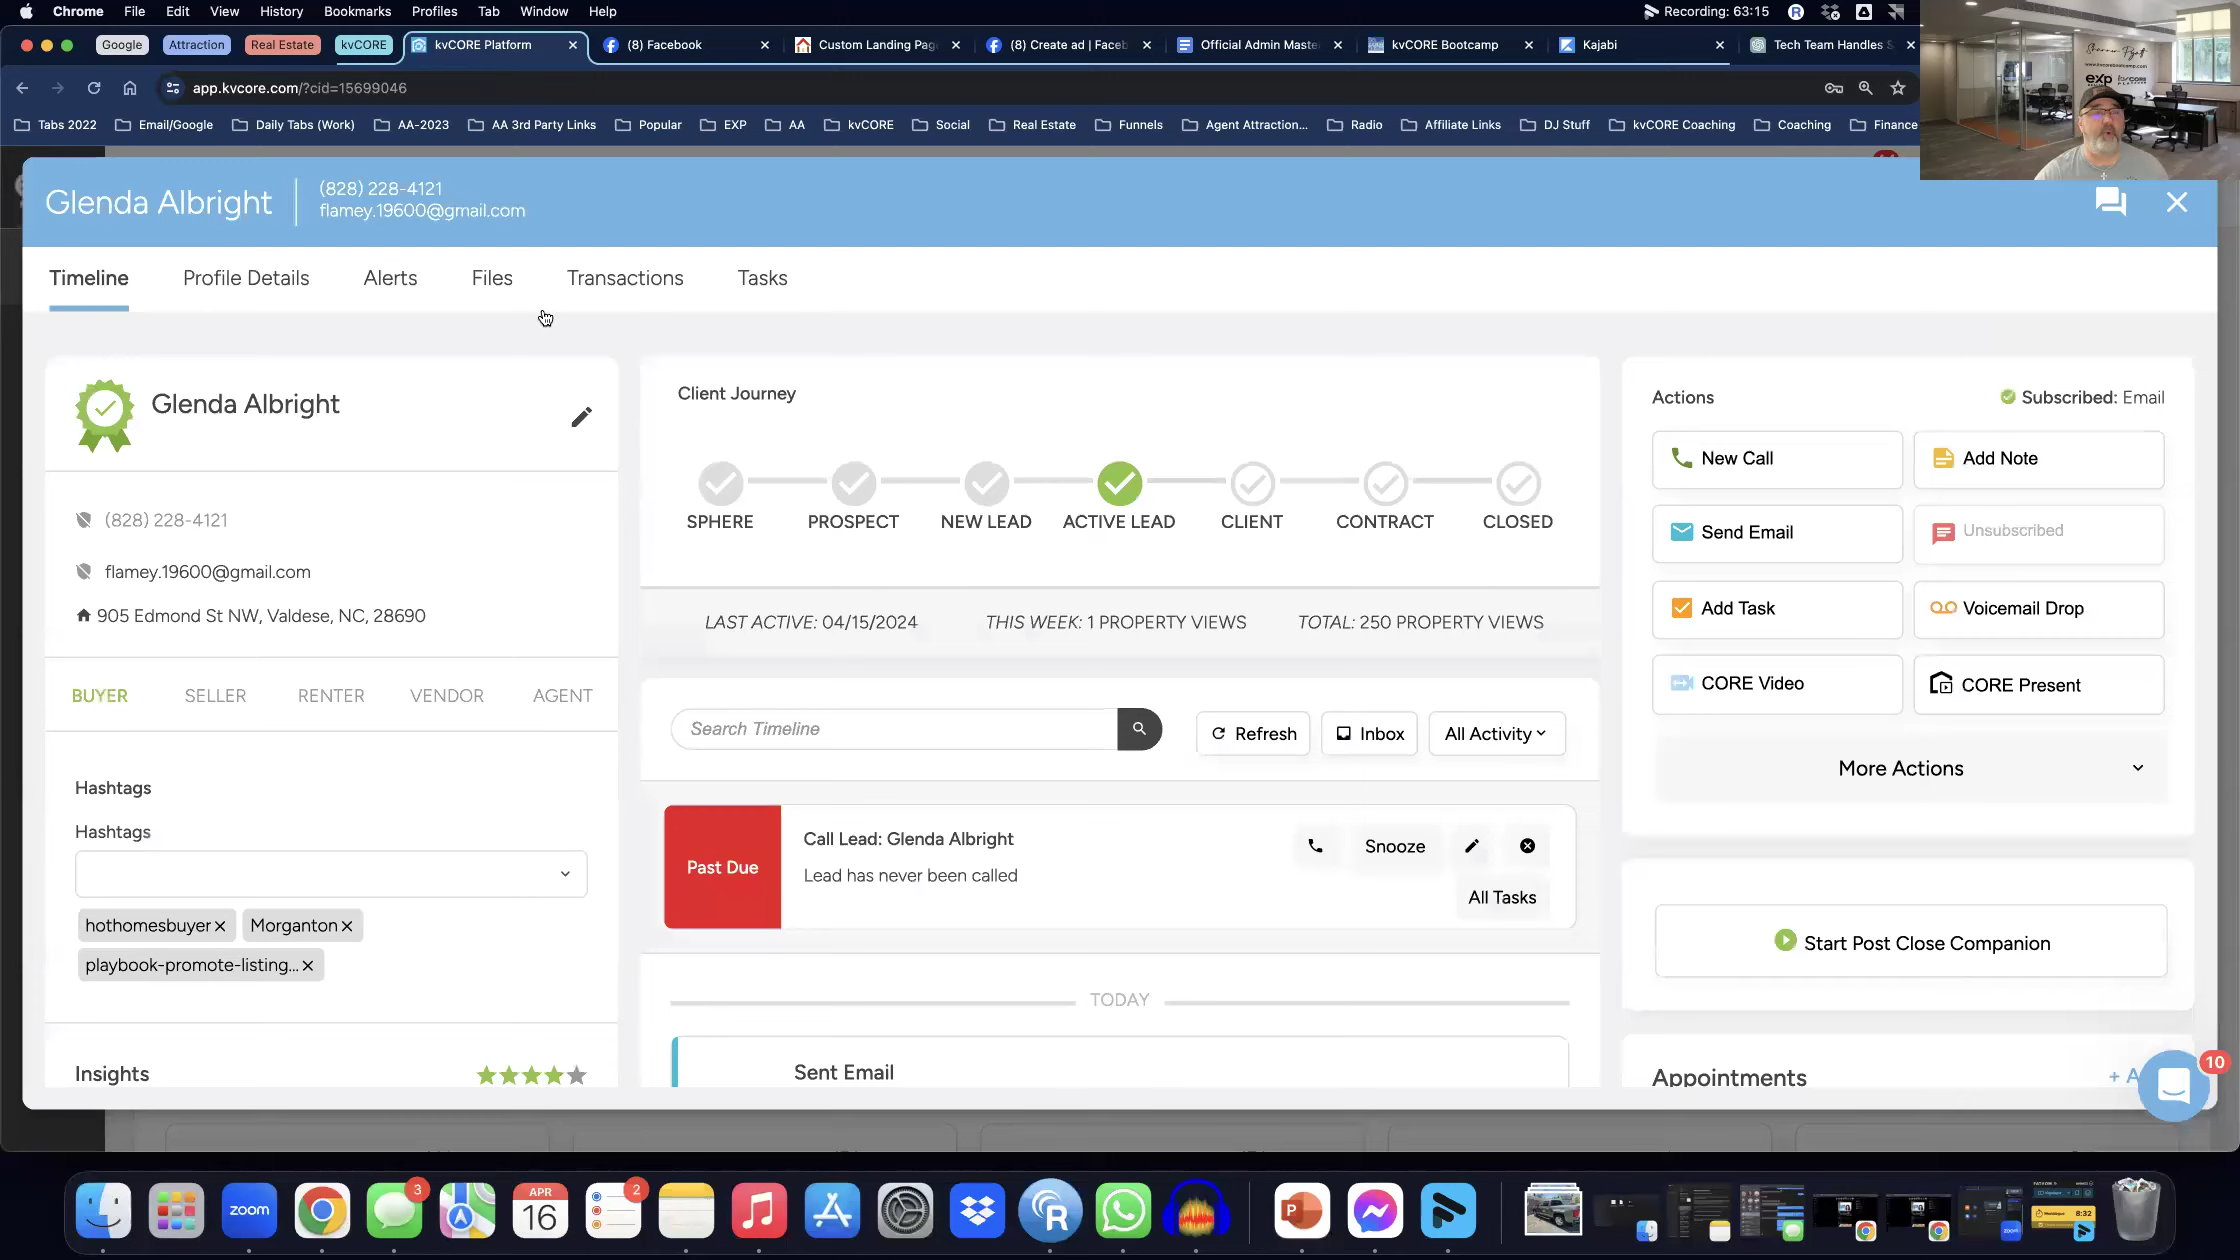 Chrome File Edit View History Bookmarks Profiles Tab Window Help
Recording: 63:15
Google Attraction Real Estate kvCORE kvCORE Platform (8) Facebook Custom Landing Pag (8) Create ad | Faceb Official Admin Maste kvCORE Bootcamp Kajabi Tech Team Handles S
app.kvcore.com/?cid=15699046
Tabs 2022 Email/Google Daily Tabs (Work) AA-2023 AA 3rd Party Links Popular EXP AA kvCORE Social Real Estate Funnels Agent Attraction... Radio Affiliate Links DJ Stuff kvCORE Coaching Coaching Finance
www.kvcorebootcamp.com
exp kvcore
Glenda Albright
(828) 228-4121
flamey.19600@gmail.com
Timeline Profile Details Alerts Files Transactions Tasks
Glenda Albright
(828) 228-4121
flamey.19600@gmail.com
905 Edmond St NW, Valdese, NC, 28690
BUYER SELLER RENTER VENDOR AGENT
Hashtags
Hashtags
hothomesbuyer Morganton
playbook-promote-listing...
Insights
Client Journey
SPHERE PROSPECT NEW LEAD ACTIVE LEAD CLIENT CONTRACT CLOSED
LAST ACTIVE: 04/15/2024 THIS WEEK: 1 PROPERTY VIEWS TOTAL: 250 PROPERTY VIEWS
Search Timeline
Refresh Inbox All Activity
Past Due
Call Lead: Glenda Albright
Lead has never been called
Snooze
All Tasks
TODAY
Sent Email
Actions
Subscribed: Email
New Call Add Note
Send Email Unsubscribed
Add Task Voicemail Drop
CORE Video CORE Present
More Actions
Start Post Close Companion
Appointments
+ A
10
zoom
3
APR
16
2
8:32